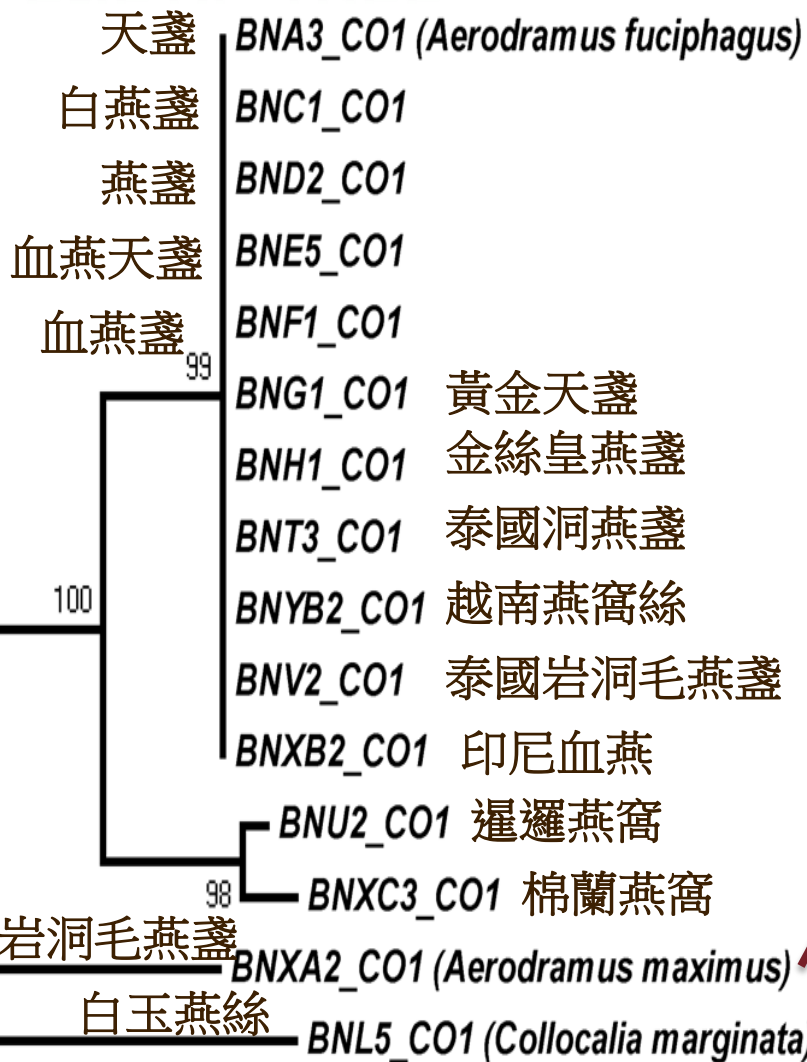 天盞 BNA3_CO1 (Aerodramus fuciphagus)
白燕盞 BNC1_CO1
燕盞 BND2_CO1
血燕天盞 BNE5_CO1
血燕盞 BNF1_CO1
99
BNG1_CO1 黃金天盞
BNH1_CO1 金絲皇燕盞
BNT3_CO1 泰國洞燕盞
100
BNYB2_CO1 越南燕窩絲
BNV2_CO1 泰國岩洞毛燕盞
BNXB2_CO1 印尼血燕
BNU2_CO1 暹邏燕窩
98
BNXC3_CO1 棉蘭燕窩
岩洞毛燕盞 BNXA2_CO1 (Aerodramus maximus)
白玉燕絲 BNL5_CO1 (Collocalia marginata)